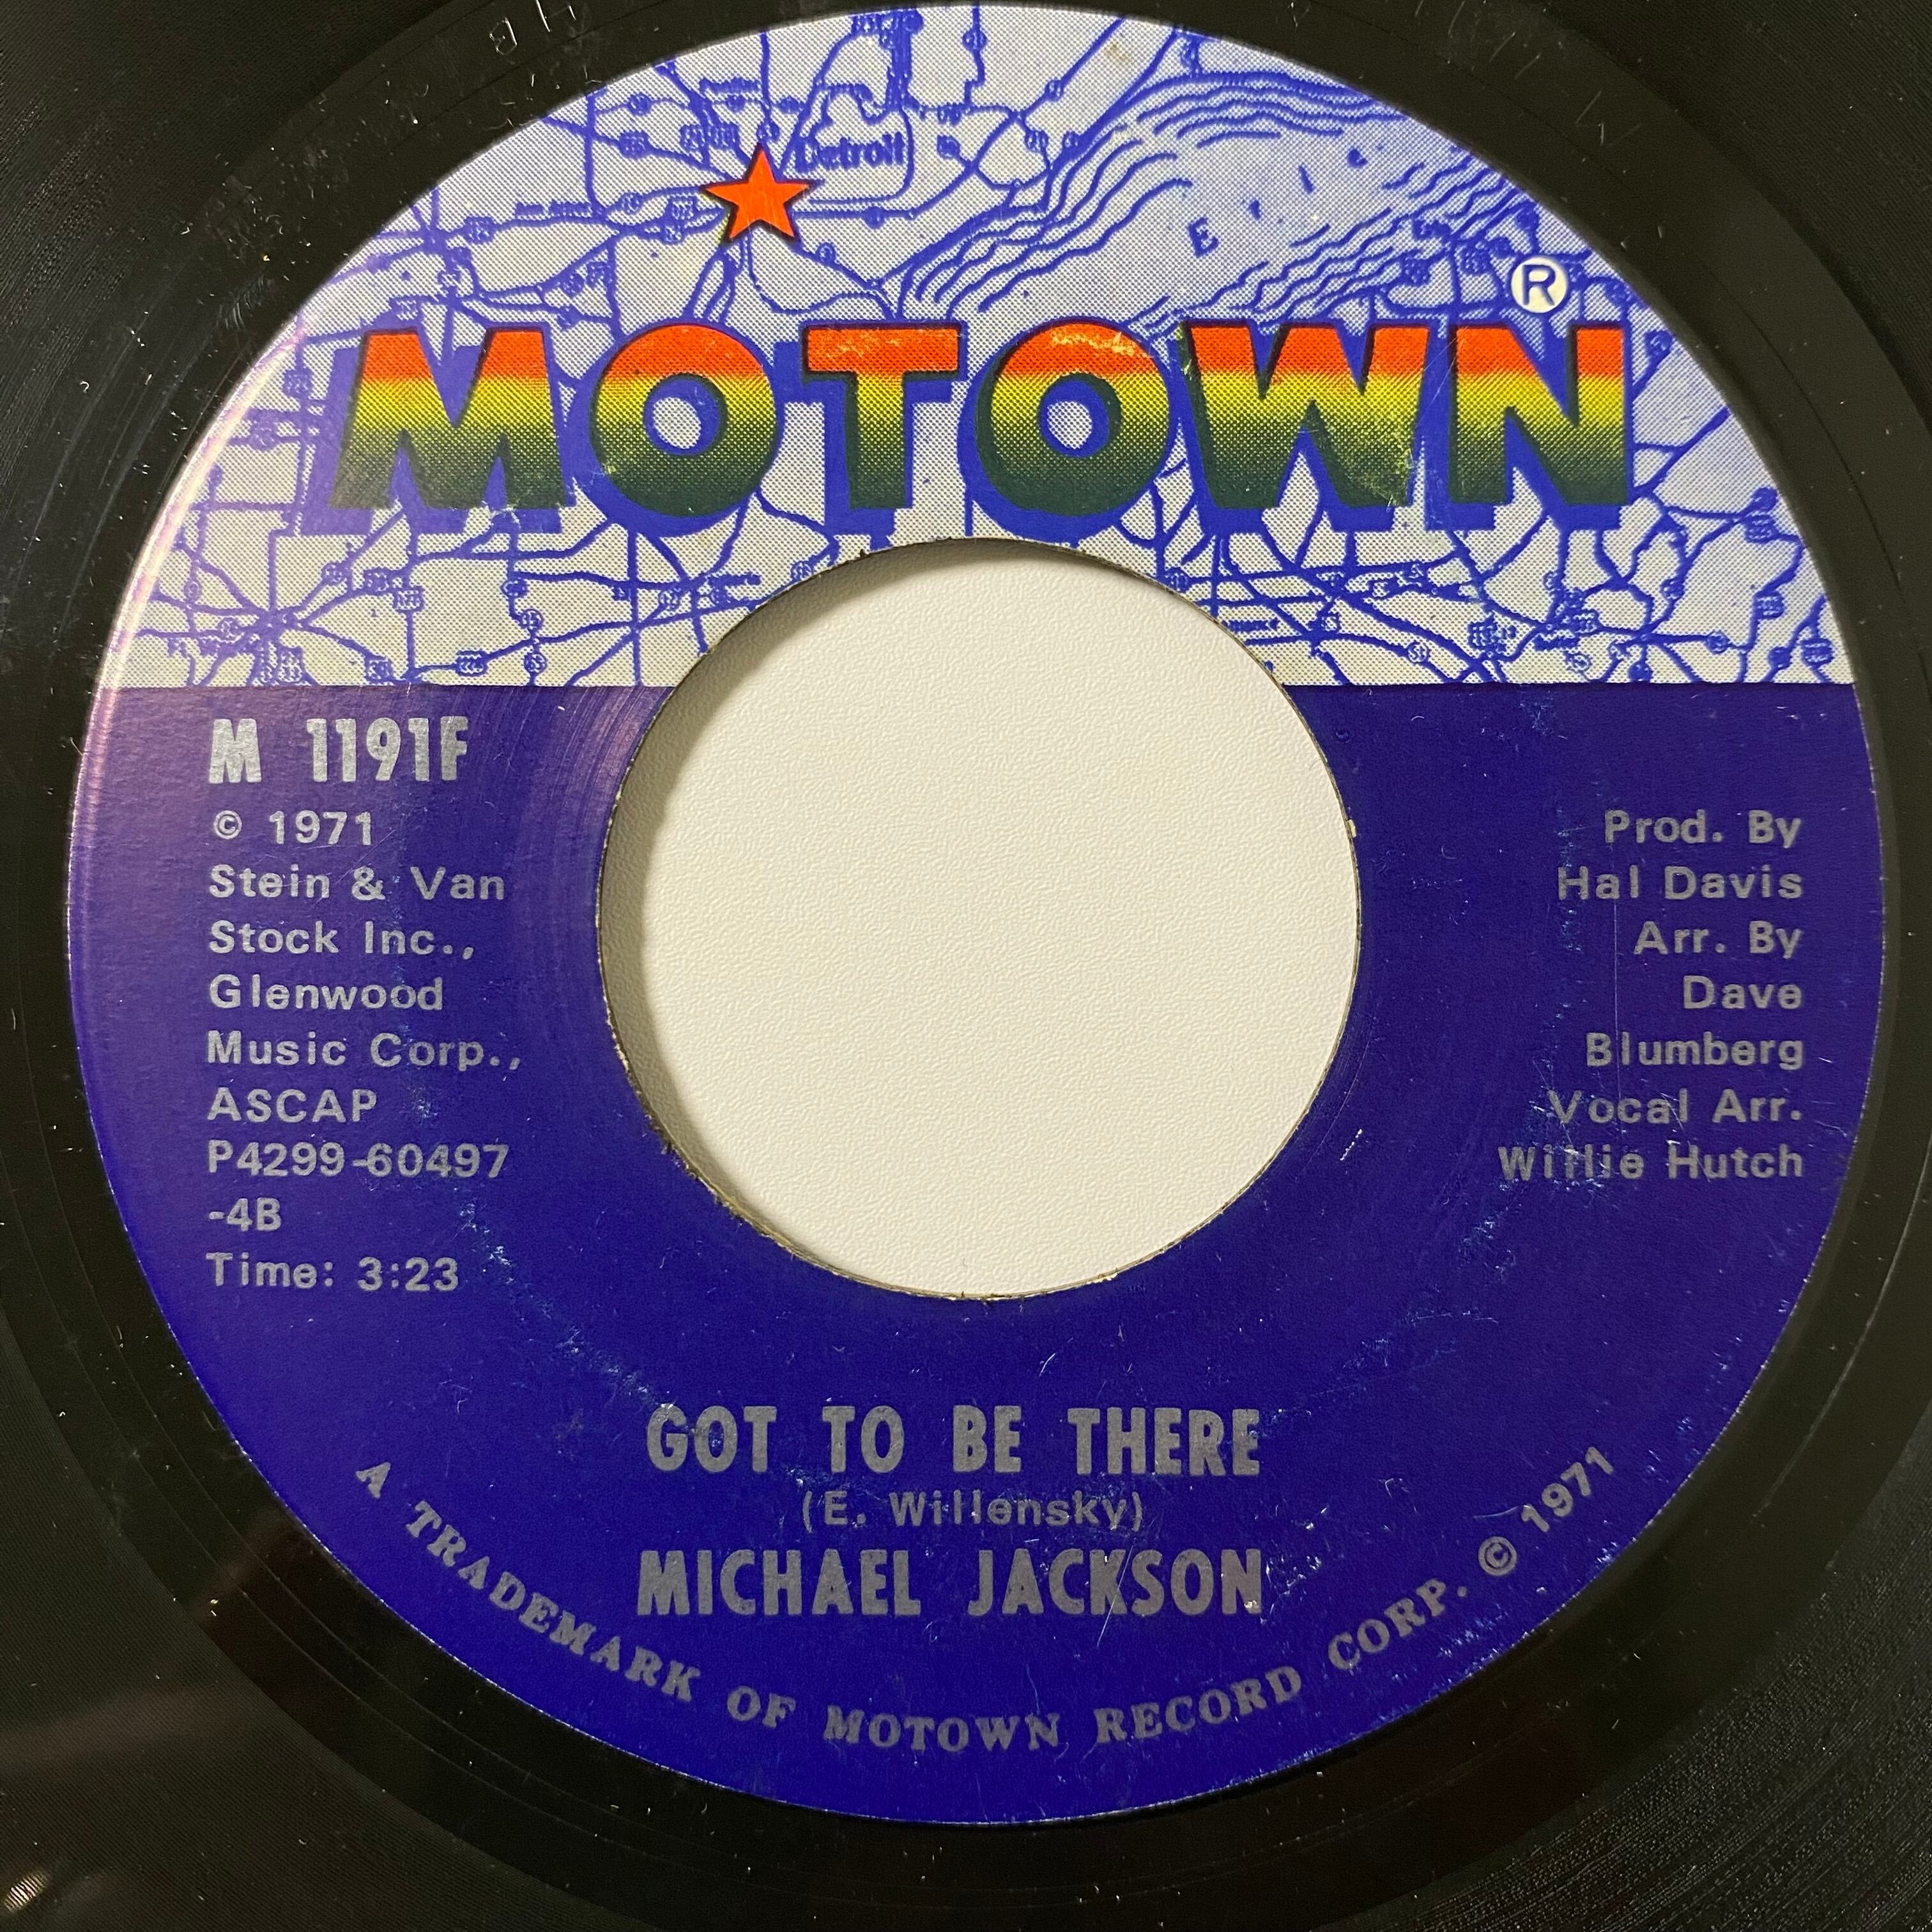 Detroit
E r i
®
MOTOWN
M 1191F
© 1971
Stein & Van
Stock Inc.,
Glenwood
Music Corp.,
ASCAP
P4299-60497
-4B
Time: 3:23
Prod. By
Hal Davis
Arr. By
Dave
Blumberg
Vocal Arr.
Willie Hutch
GOT TO BE THERE
(E. Willensky)
MICHAEL JACKSON
A TRADEMARK OF MOTOWN RECORD CORP. © 1971